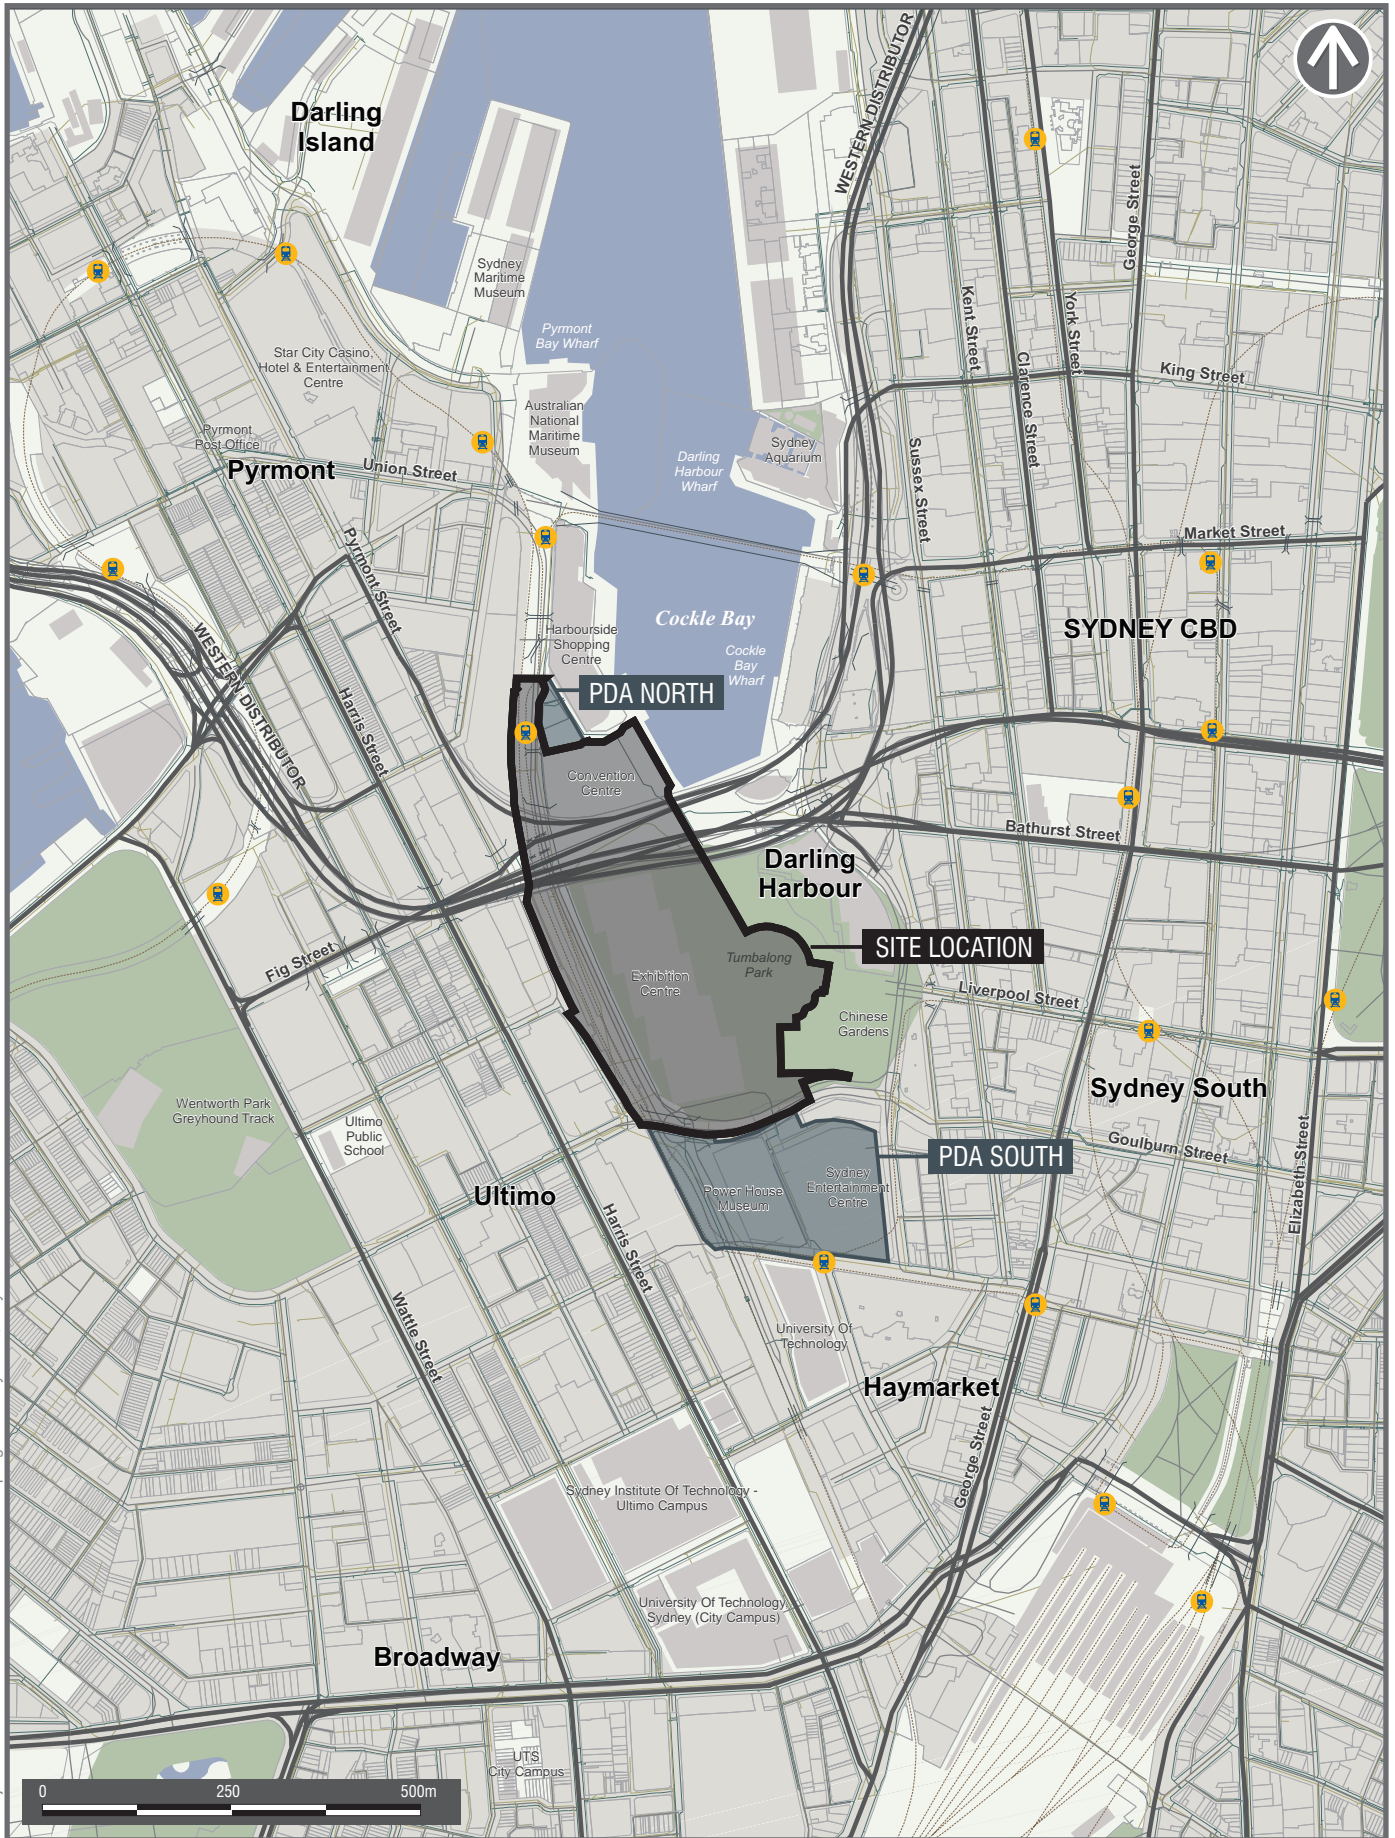 Darling
Island
WESTERN DISTRIBUTOR
George Street
Sydney
Maritime
Museum
Pyrmont
Bay Wharf
Kent Street
York Street
Clarence Street
King Street
Star City Casino,
Hotel & Entertainment
Centre
Australian
National
Maritime
Museum
Pyrmont
Post Office
Pyrmont
Union Street
Darling
Harbour
Wharf
Sydney
Aquarium
Sussex Street
Market Street
Pyrmont Street
Cockle Bay
SYDNEY CBD
Harbourside
Shopping
Centre
Cockle
Bay
Wharf
WESTERN DISTRIBUTOR
Harris Street
PDA NORTH
Convention
Centre
Bathurst Street
Darling
Harbour
SITE LOCATION
Fig Street
Tumbalong
Park
Exhibition
Centre
Liverpool Street
Chinese
Gardens
Sydney South
Wentworth Park
Greyhound Track
Ultimo
Public
School
Goulburn Street
PDA SOUTH
Elizabeth Street
Ultimo
Power House
Museum
Sydney
Entertainment
Centre
Harris Street
Wattle Street
University Of
Technology
Haymarket
George Street
Sydney Institute Of Technology -
Ultimo Campus
University Of Technology,
Sydney (City Campus)
Broadway
UTS
City Campus
0 250 500m